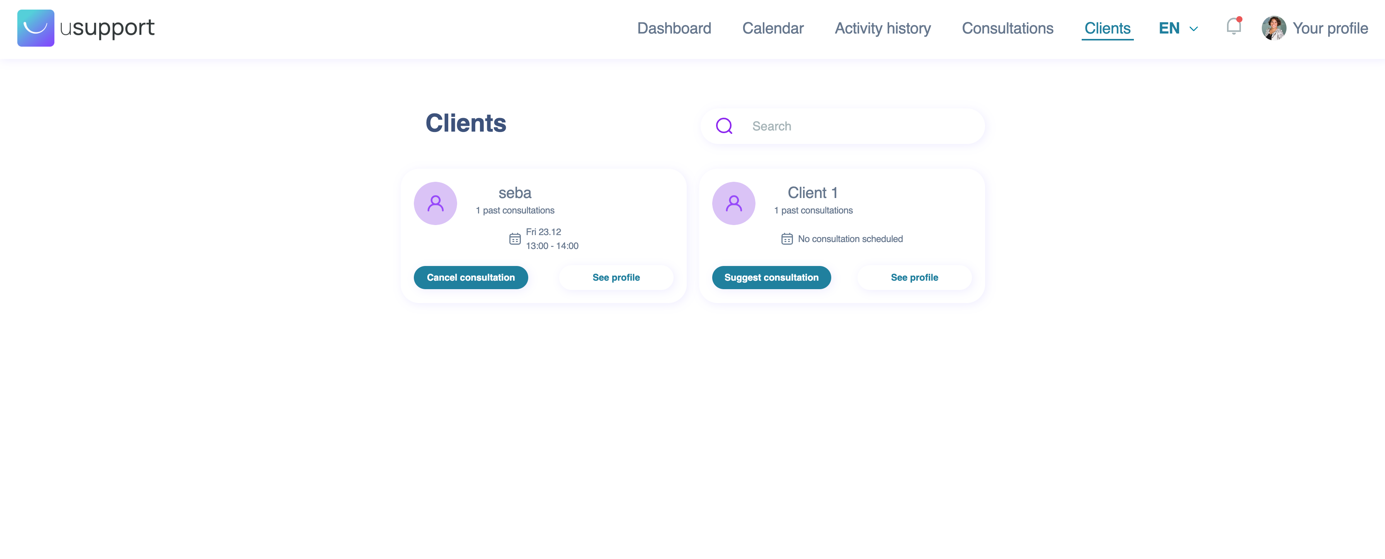 usupport
Dashboard
Calendar
Activity history
Consultations
Clients
EN
Your profile
Clients
Search
seba
1 past consultations
Fri 23.12
13:00 - 14:00
Cancel consultation
See profile
Client 1
1 past consultations
No consultation scheduled
Suggest consultation
See profile